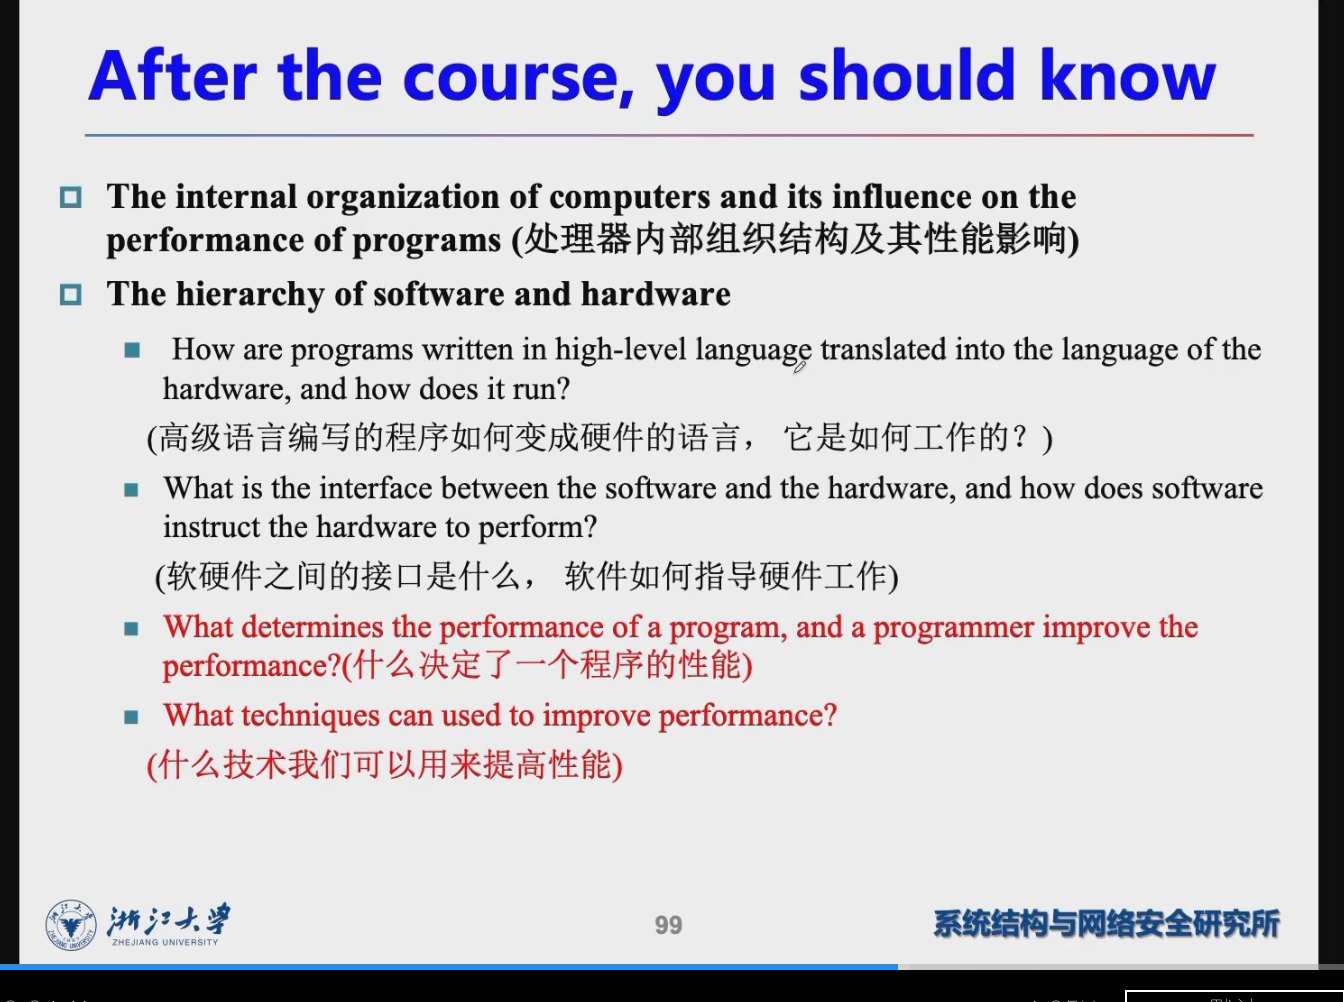 After the course, you should know
The internal organization of computers and its influence on the
performance of programs (处理器内部组织结构及其性能影响)
The hierarchy of software and hardware
How are programs written in high-level language translated into the language of the
hardware, and how does it run?
(高级语言编写的程序如何变成硬件的语言， 它是如何工作的？)
What is the interface between the software and the hardware, and how does software
instruct the hardware to perform?
(软硬件之间的接口是什么， 软件如何指导硬件工作)
What determines the performance of a program, and a programmer improve the
performance?(什么决定了一个程序的性能)
What techniques can used to improve performance?
(什么技术我们可以用来提高性能)
浙江大学
ZHEJIANG UNIVERSITY
99
系统结构与网络安全研究所